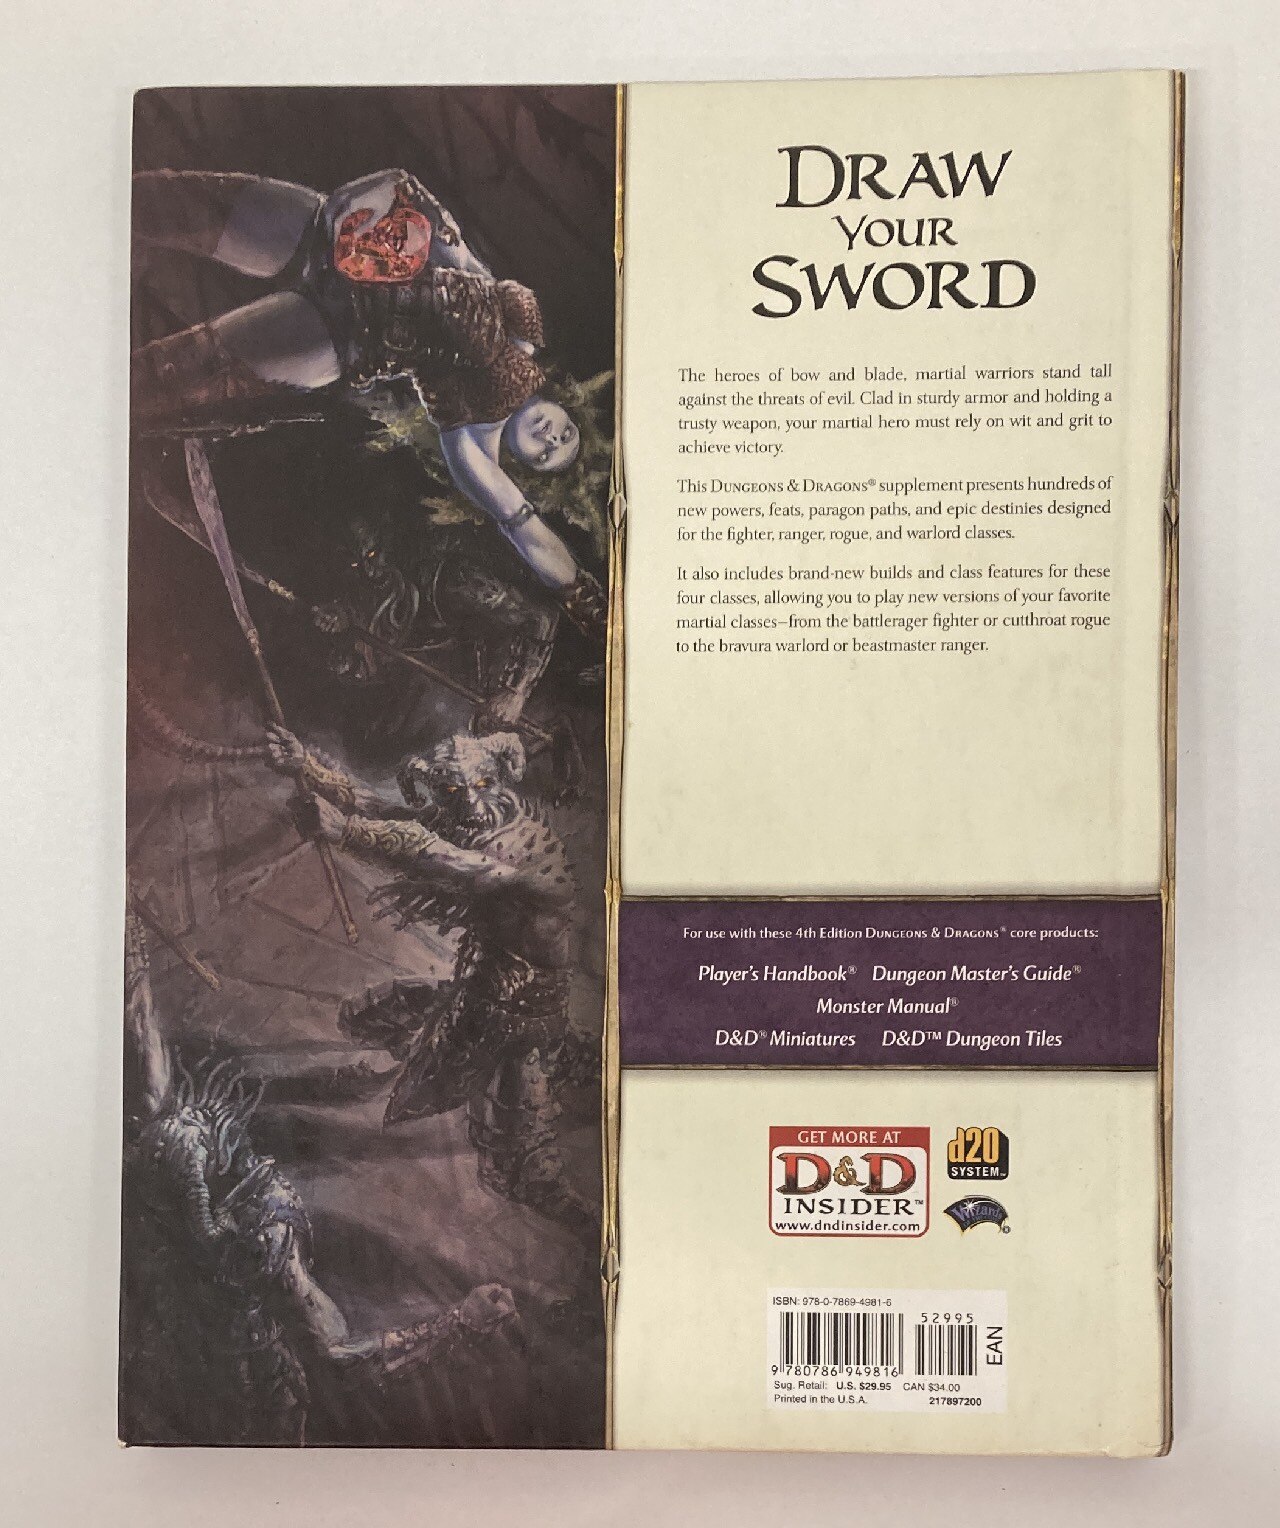 DRAW
YOUR
SWORD
The heroes of bow and blade, martial warriors stand tall
against the threats of evil. Clad in sturdy armor and holding a
trusty weapon, your martial hero must rely on wit and grit to
achieve victory.
This DUNGEONS & DRAGONS® supplement presents hundreds of
new powers, feats, paragon paths, and epic destinies designed
for the fighter, ranger, rogue, and warlord classes.
It also includes brand-new builds and class features for these
four classes, allowing you to play new versions of your favorite
martial classes—from the battlerager fighter or cutthroat rogue
to the bravura warlord or beastmaster ranger.
For use with these 4th Edition DUNGEONS & DRAGONS® core products:
Player's Handbook® Dungeon Master's Guide®
Monster Manual®
D&D® Miniatures D&D™ Dungeon Tiles
GET MORE AT
D&D
INSIDER™
www.dndinsider.com
d20
SYSTEM™
Wizards
®
ISBN: 978-0-7869-4981-6
52995
EAN
9 780786 949816
Sug. Retail: U.S. $29.95 CAN $34.00
Printed in the U.S.A. 217897200